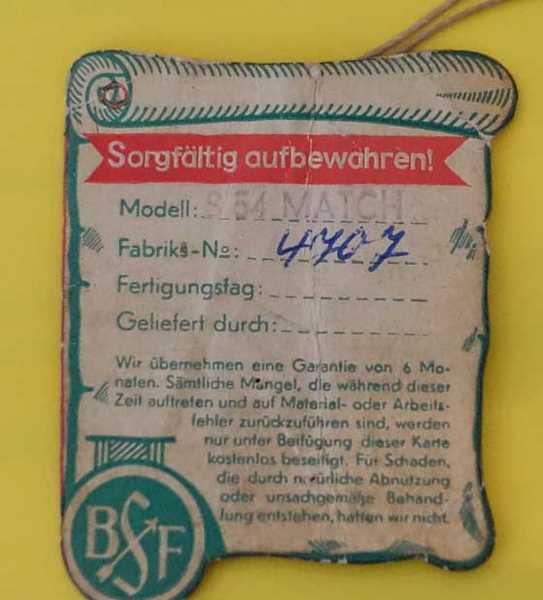 Sorgfältig aufbewahren!
Modell: S 54 MATCH
Fabriks-No: 4707
Fertigungstag:
Geliefert durch:
Wir übernehmen eine Garantie von 6 Mo-
naten. Sämtliche Mängel, die während dieser
Zeit auftreten und auf Material- oder Arbeits-
fehler zurückzuführen sind, werden
nur unter Beifügung dieser Karte
kostenlos beseitigt. Für Schäden,
die durch natürliche Abnutzung
oder unsachgemäße Behand-
lung entstehen, haften wir nicht.
BSF